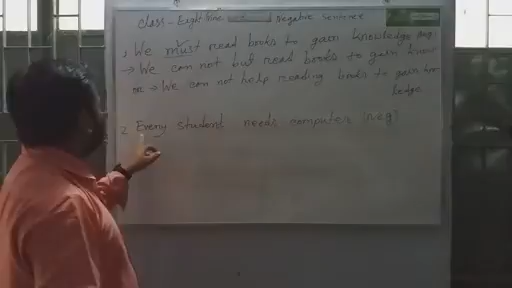 Class - Eight Time negative sentence
1, We must read books to gain knowledge
→ We can not but read books to gain know
or → We can not help reading books to gain
ledge
2. Every student needs computer (neg)